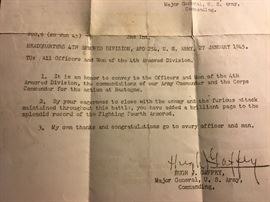 Major General, U. S. Army,
Commanding.
2nd Ind
HEADQUARTERS 4TH ARMORED DIVISION, APO 254, U. S. ARMY, 27 JANUARY 1945.
TO: All Officers and Men of the 4th Armored Division.
1. It is an honor to convey to the Officers and Men of the 4th
Armored Division, the commendations of our Army Commander and the Corps
Commander for the action at Bastogne.
2. By your eagerness to close with the enemy and the furious attack
maintained throughout this battle, you have added a brilliant page to the
splendid record of the Fighting Fourth Armored.
3. My own thanks and congratulations go to every officer and man.
Hugh J Gaffey
HUGH J. GAFFEY,
Major General, U. S. Army,
Commanding.